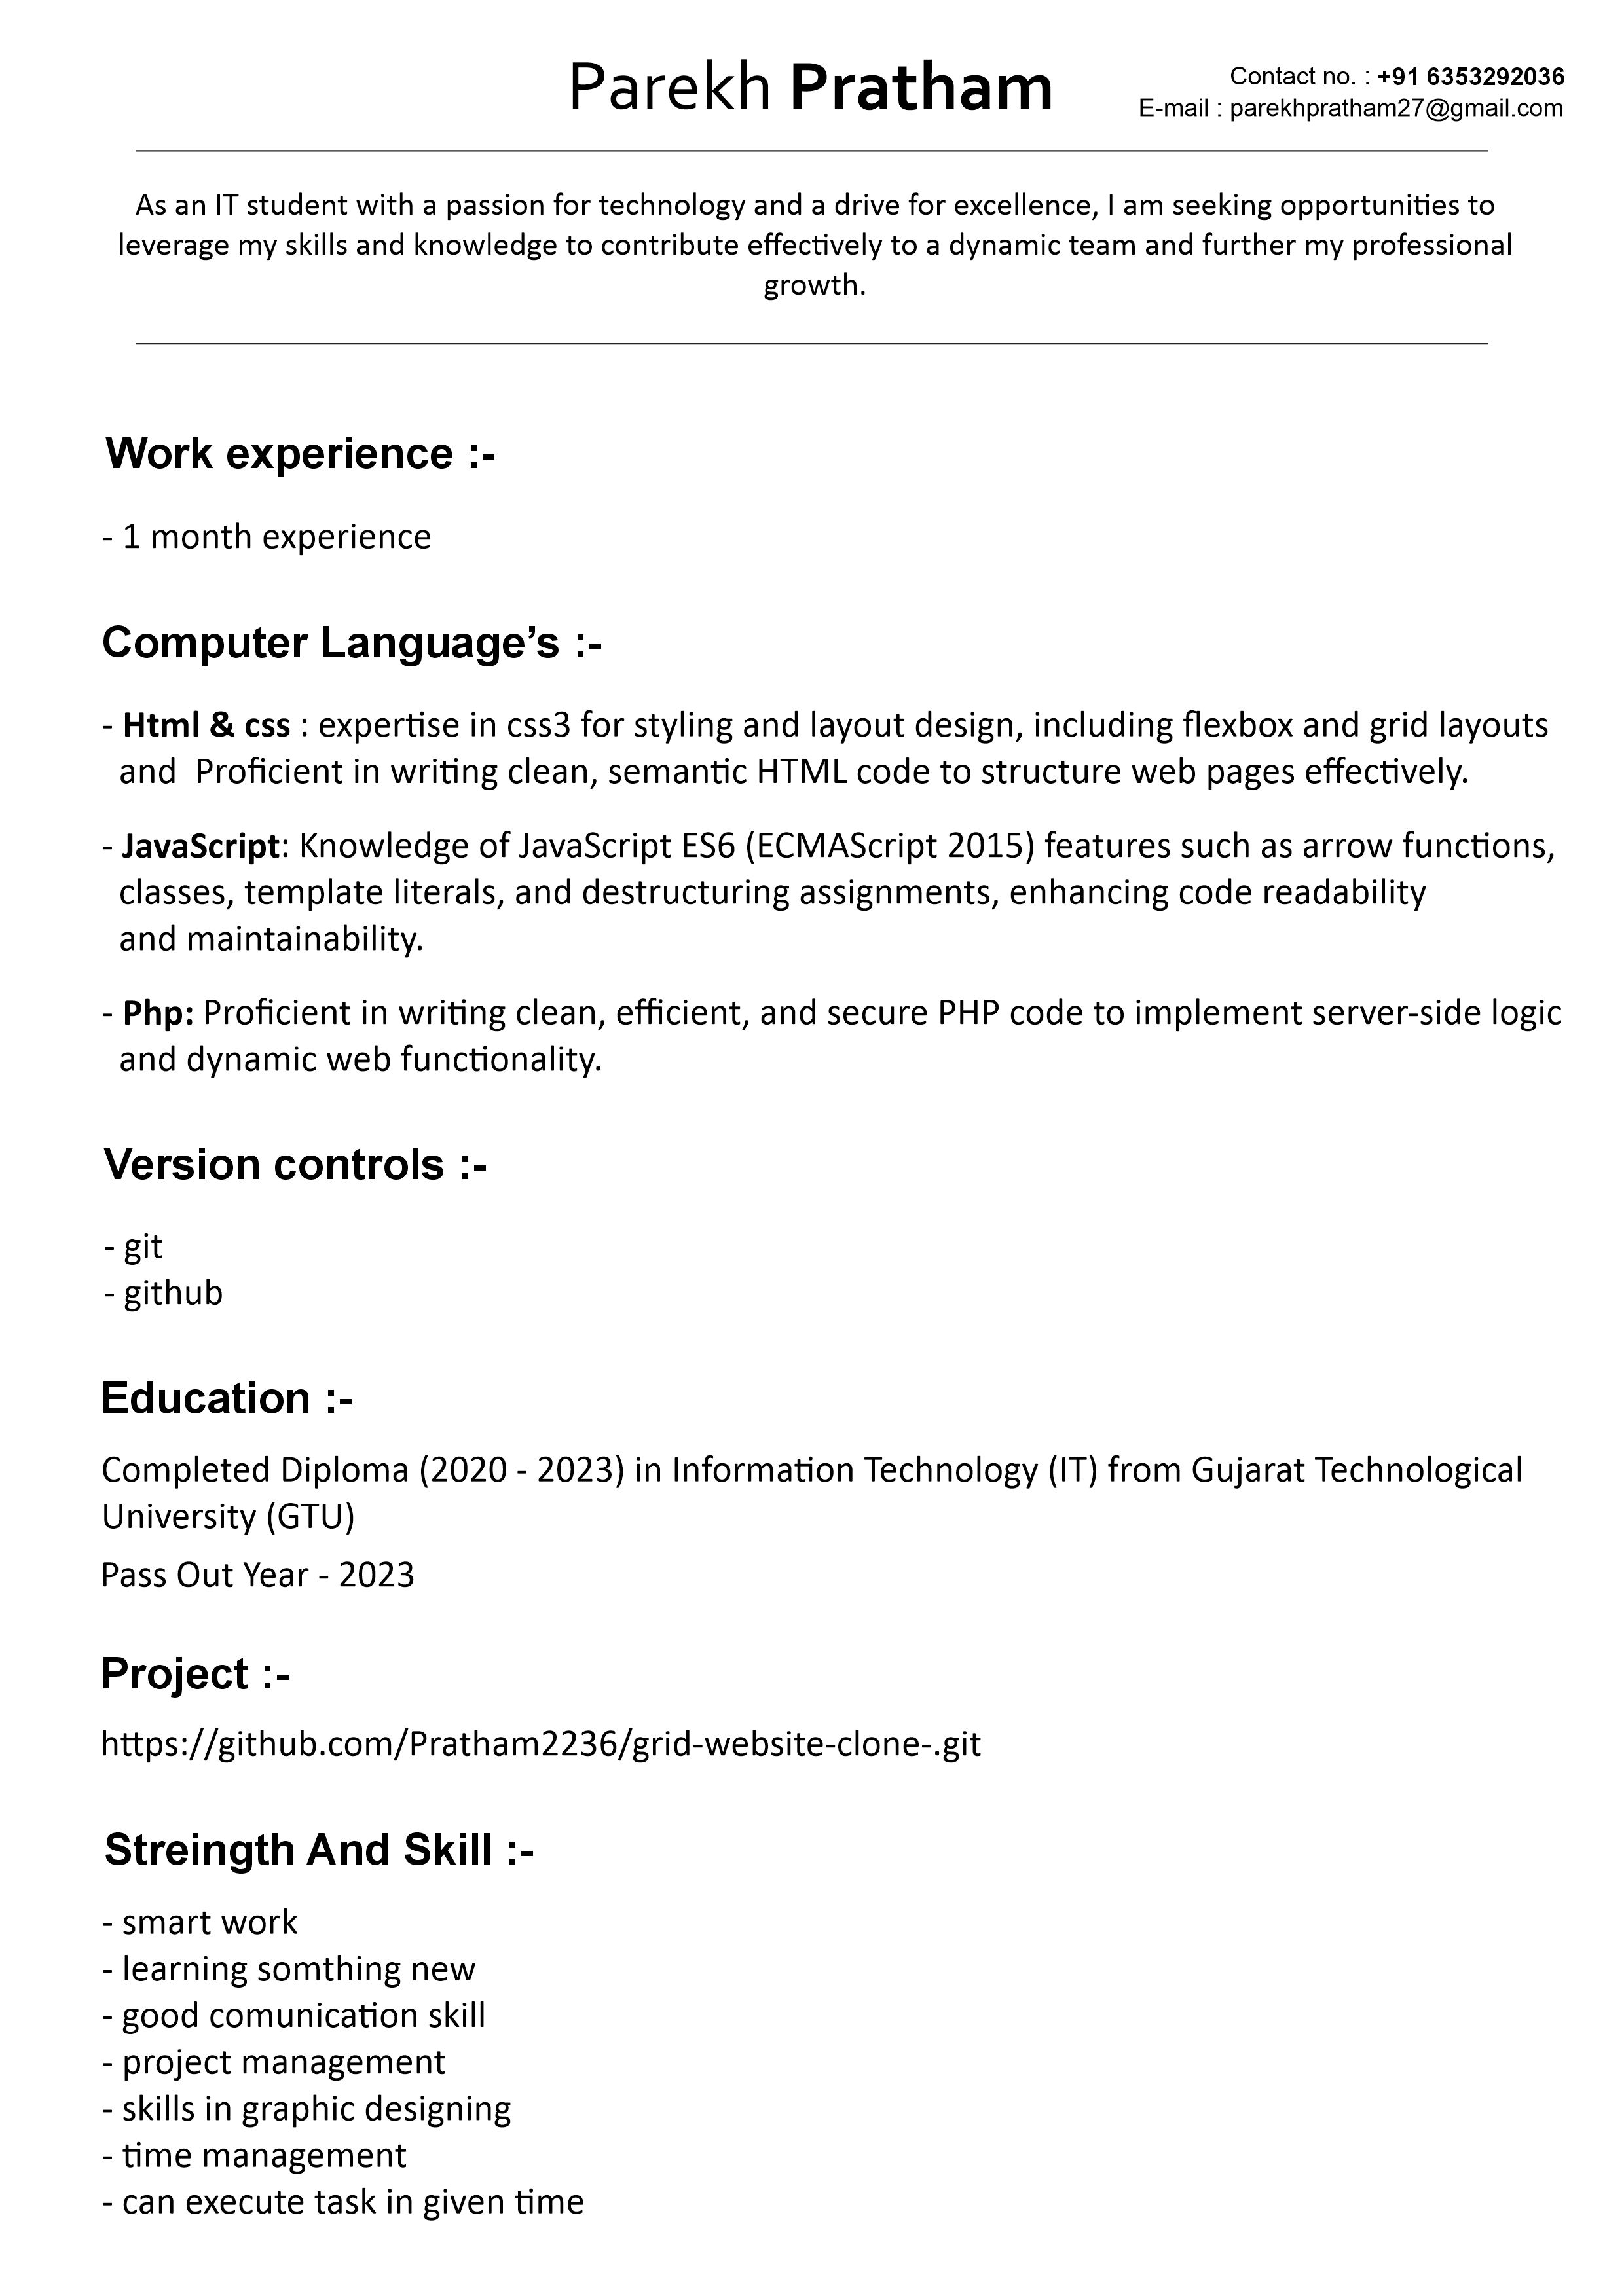 Parekh Pratham
Contact no. : +91 6353292036
E-mail : parekhpratham27@gmail.com
As an IT student with a passion for technology and a drive for excellence, I am seeking opportunities to
leverage my skills and knowledge to contribute effectively to a dynamic team and further my professional
growth.
Work experience :-
- 1 month experience
Computer Language’s :-
- Html & css : expertise in css3 for styling and layout design, including flexbox and grid layouts
and  Proficient in writing clean, semantic HTML code to structure web pages effectively.
- JavaScript: Knowledge of JavaScript ES6 (ECMAScript 2015) features such as arrow functions,
classes, template literals, and destructuring assignments, enhancing code readability
and maintainability.
- Php: Proficient in writing clean, efficient, and secure PHP code to implement server-side logic
and dynamic web functionality.
Version controls :-
- git
- github
Education :-
Completed Diploma (2020 - 2023) in Information Technology (IT) from Gujarat Technological
University (GTU)
Pass Out Year - 2023
Project :-
https://github.com/Pratham2236/grid-website-clone-.git
Streingth And Skill :-
- smart work
- learning somthing new
- good comunication skill
- project management
- skills in graphic designing
- time management
- can execute task in given time